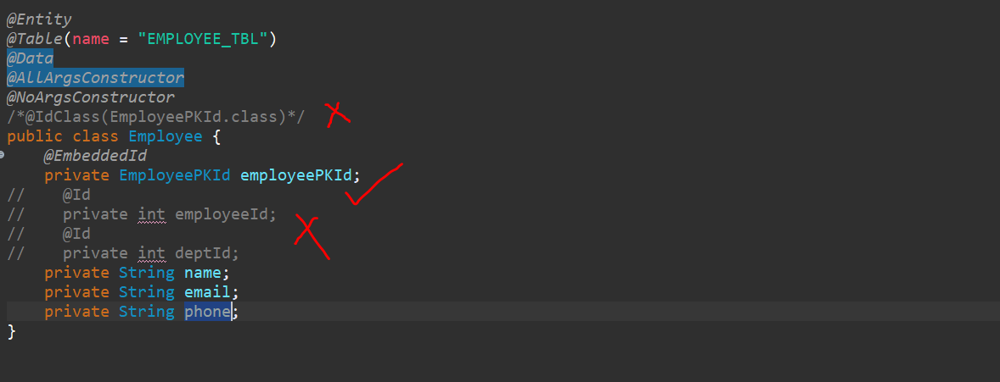 @Entity
@Table(name = "EMPLOYEE_TBL")
@Data
@AllArgsConstructor
@NoArgsConstructor
/*@IdClass(EmployeePKId.class)*/
public class Employee {
@EmbeddedId
private EmployeePKId employeePKId;
// @Id
// private int employeeId;
// @Id
// private int deptId;
private String name;
private String email;
private String phone;
}